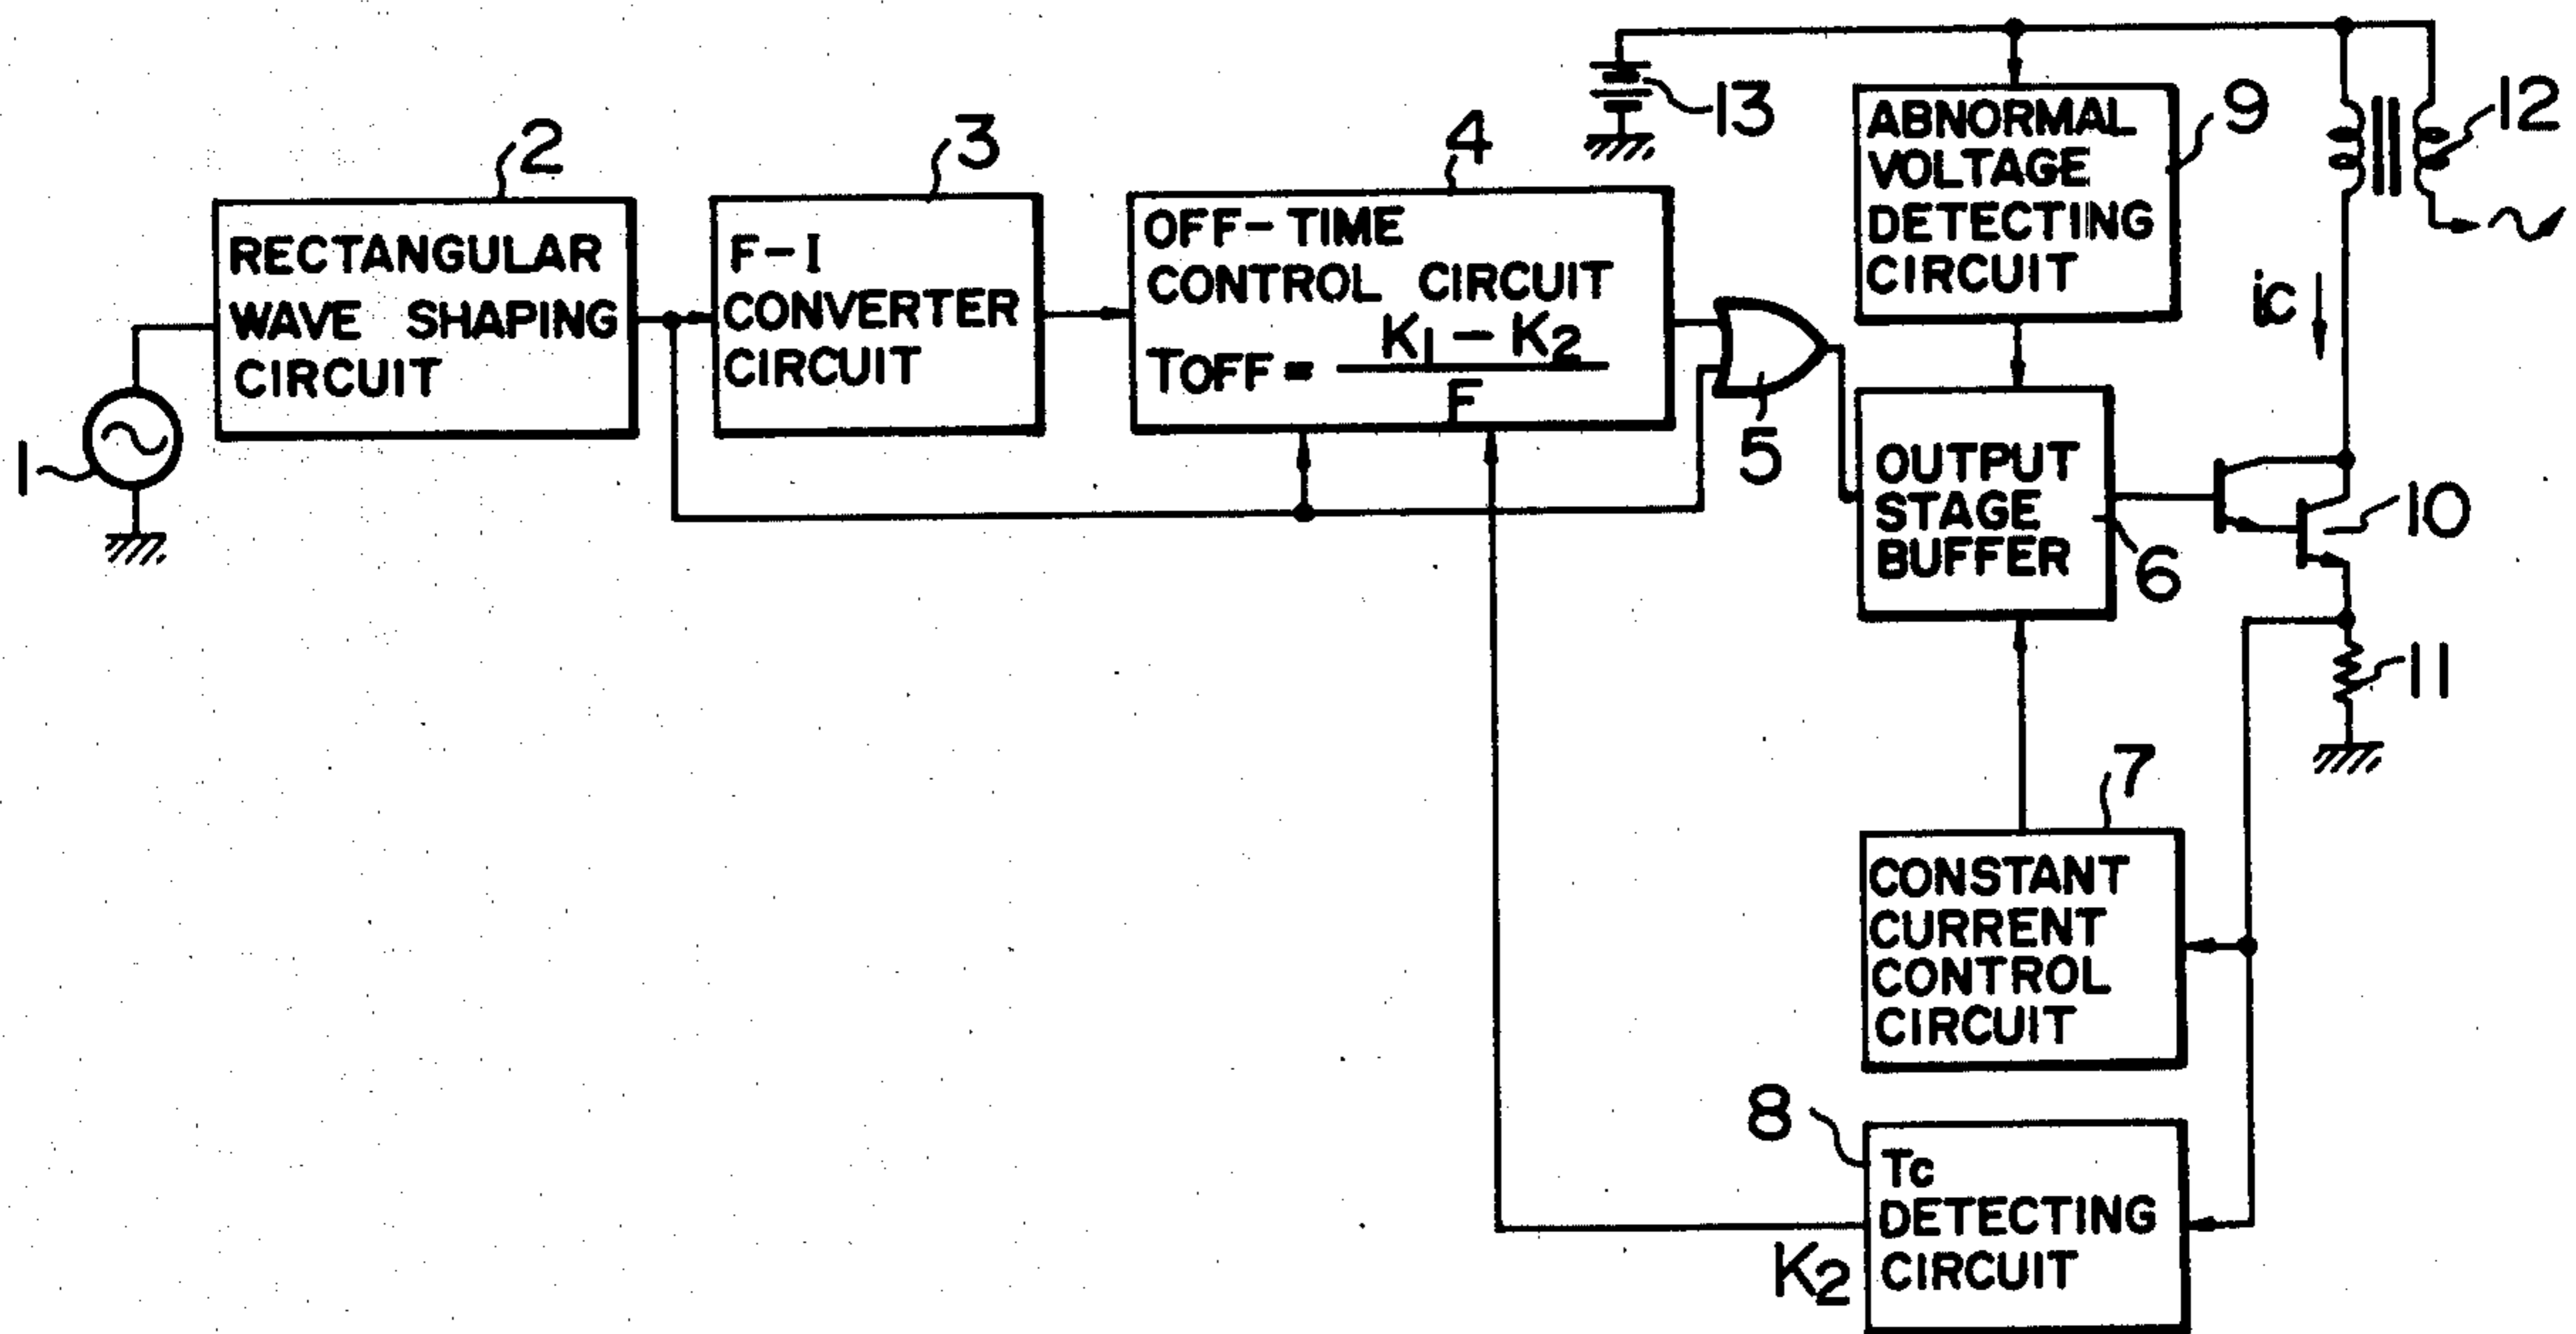 1
2
RECTANGULAR
WAVE SHAPING
CIRCUIT
3
F-I
CONVERTER
CIRCUIT
4
OFF-TIME
CONTROL CIRCUIT
TOFF = K1 - K2 / F
5
13
9
ABNORMAL
VOLTAGE
DETECTING
CIRCUIT
12
ic
OUTPUT
STAGE
BUFFER
6
10
11
7
CONSTANT
CURRENT
CONTROL
CIRCUIT
8
Tc
DETECTING
CIRCUIT
K2